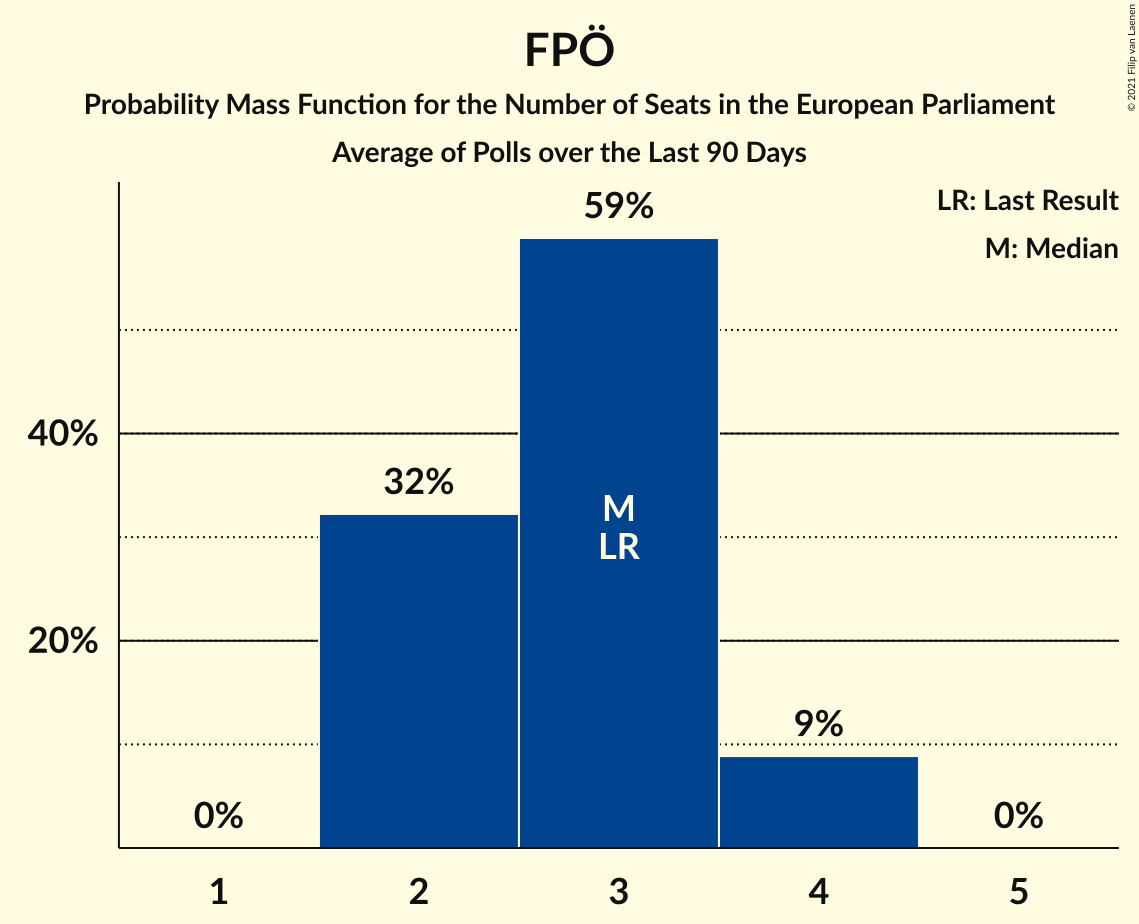 FPÖ
Probability Mass Function for the Number of Seats in the European Parliament
Average of Polls over the Last 90 Days
© 2021 Filip van Laenen
LR: Last Result
M: Median
59%
40%
32%
M
LR
20%
9%
0%
0%
1
2
3
4
5